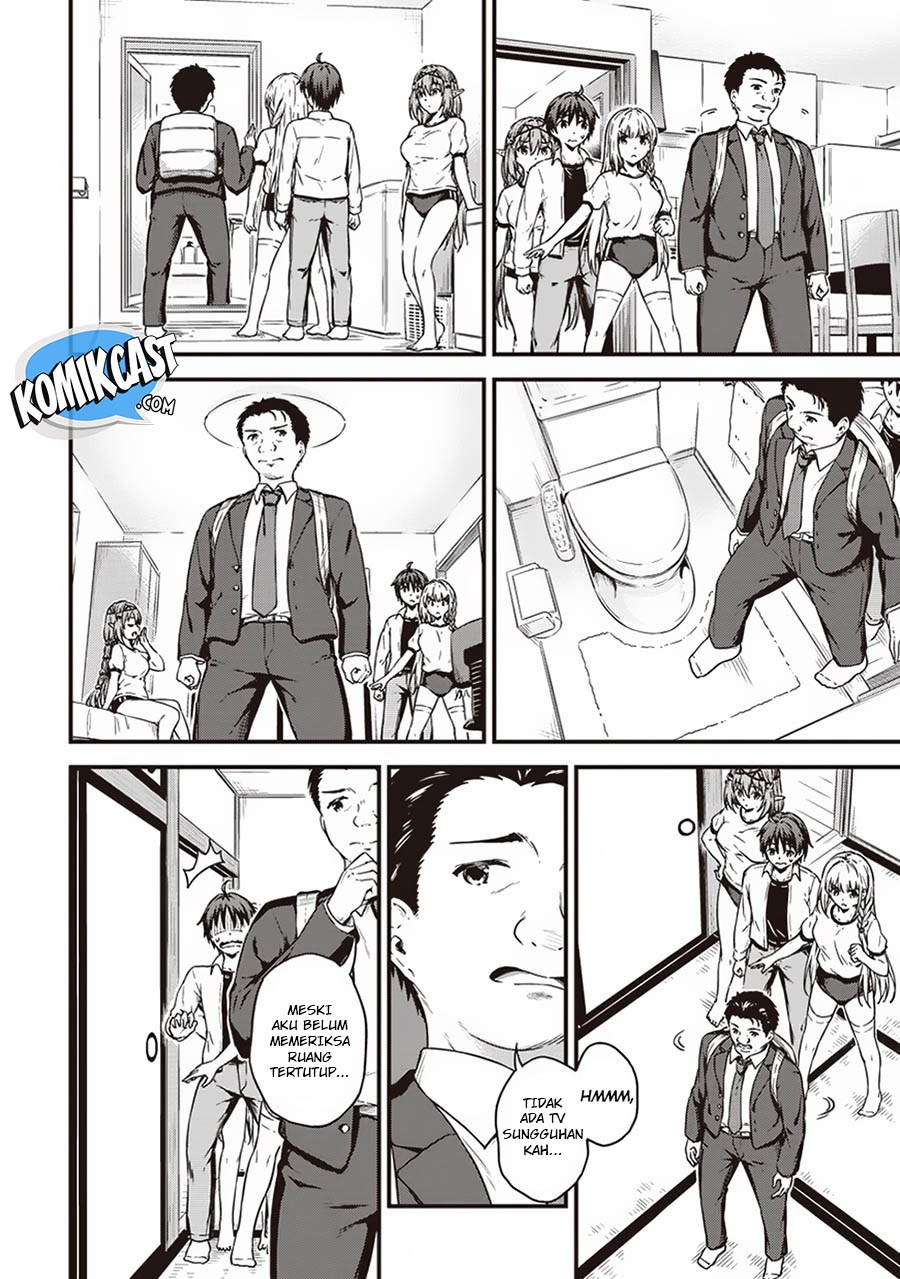 KOMIKCAST
.COM
HMMM,
TIDAK
ADA TV
SUNGGUHAN
KAH...
MESKI
AKU BELUM
MEMERIKSA
RUANG
TERTUTUP...